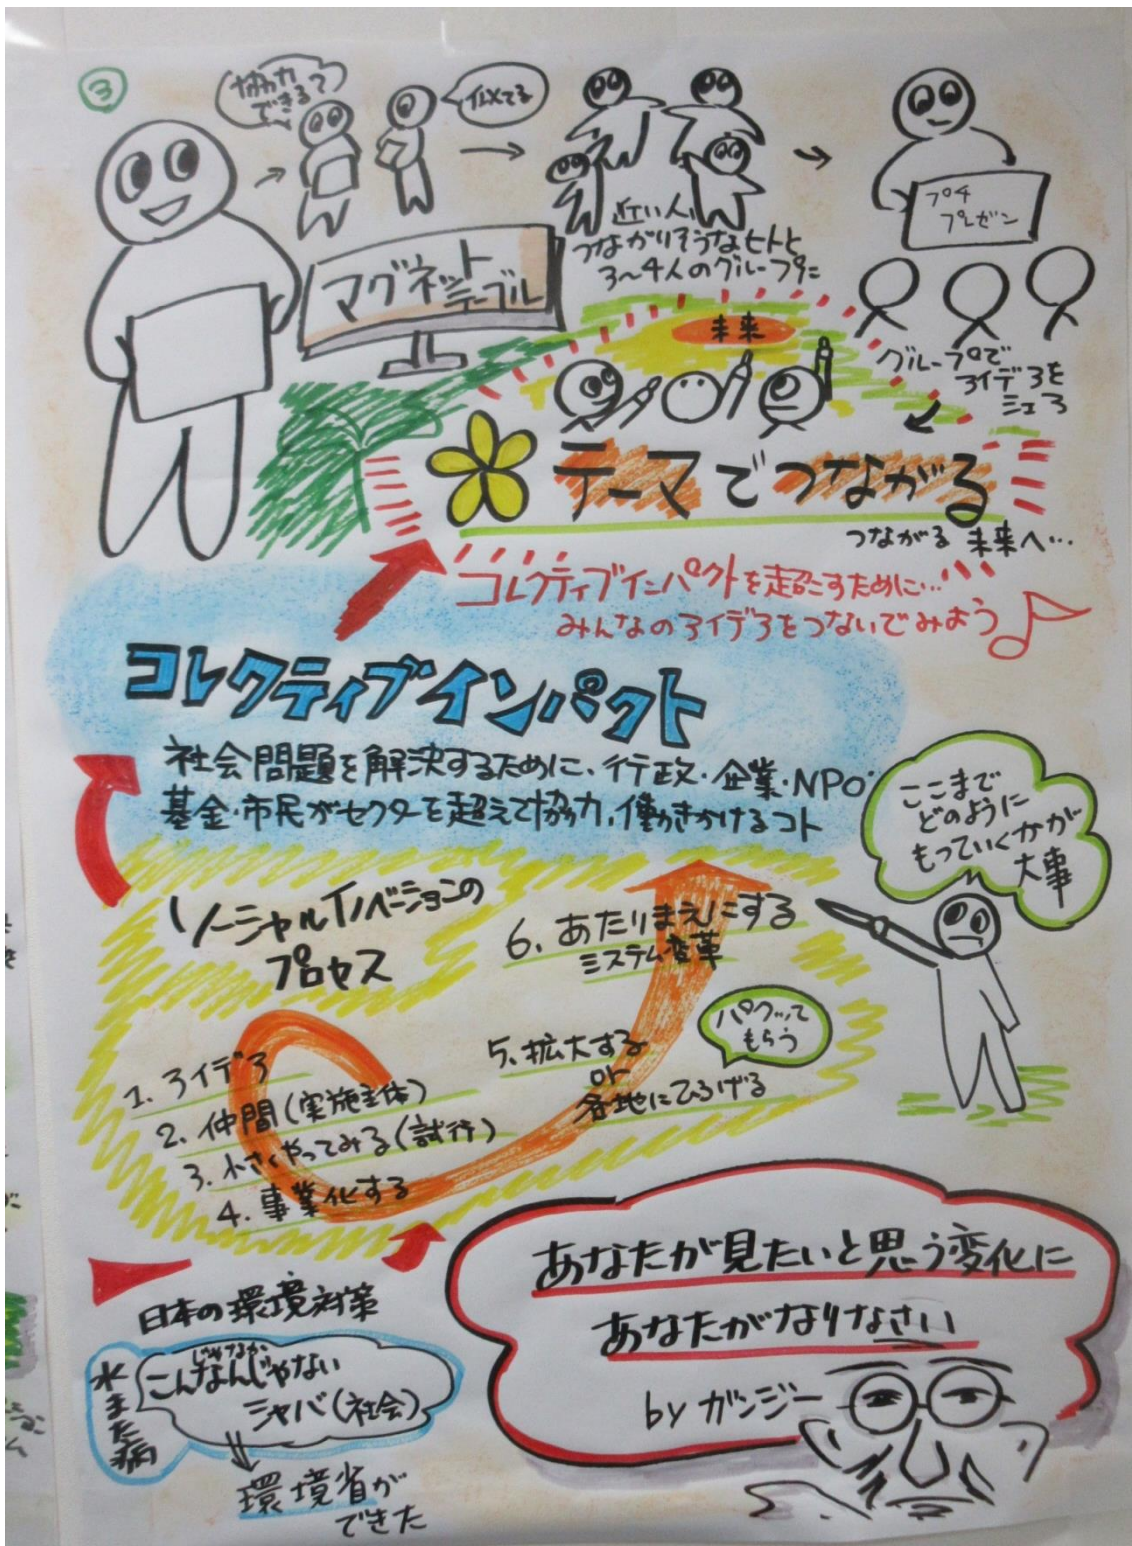 ③
協力
できる?
似てる
マグネット
テーブル
近い人、
つながりそうなヒトと
3〜4人のグループに
プチ
プレゼン
グループで
アイデアを
シェア
未来
テーマでつながる
つながる 未来へ…
コレクティブインパクトを起こすために…
みんなのアイデアをつないでみよう
コレクティブインパクト
社会問題を解決するために、行政・企業・NPO・
基金・市民がセクターを超えて協力、働きかけるコト
ここまで
どのように
もっていくかが
大事
ソーシャルイノベーションの
プロセス
6. あたりまえにする
システム変革
5. 拡大する
or
各地にひろげる
パクって
もらう
1. アイデア
2. 仲間(実施主体)
3. 小さくやってみる(試行)
4. 事業化する
日本の環境対策
水また病
こんなんじゃない
シャバ(社会)
環境省が
できた
あなたが見たいと思う変化に
あなたがなりなさい
by ガンジー